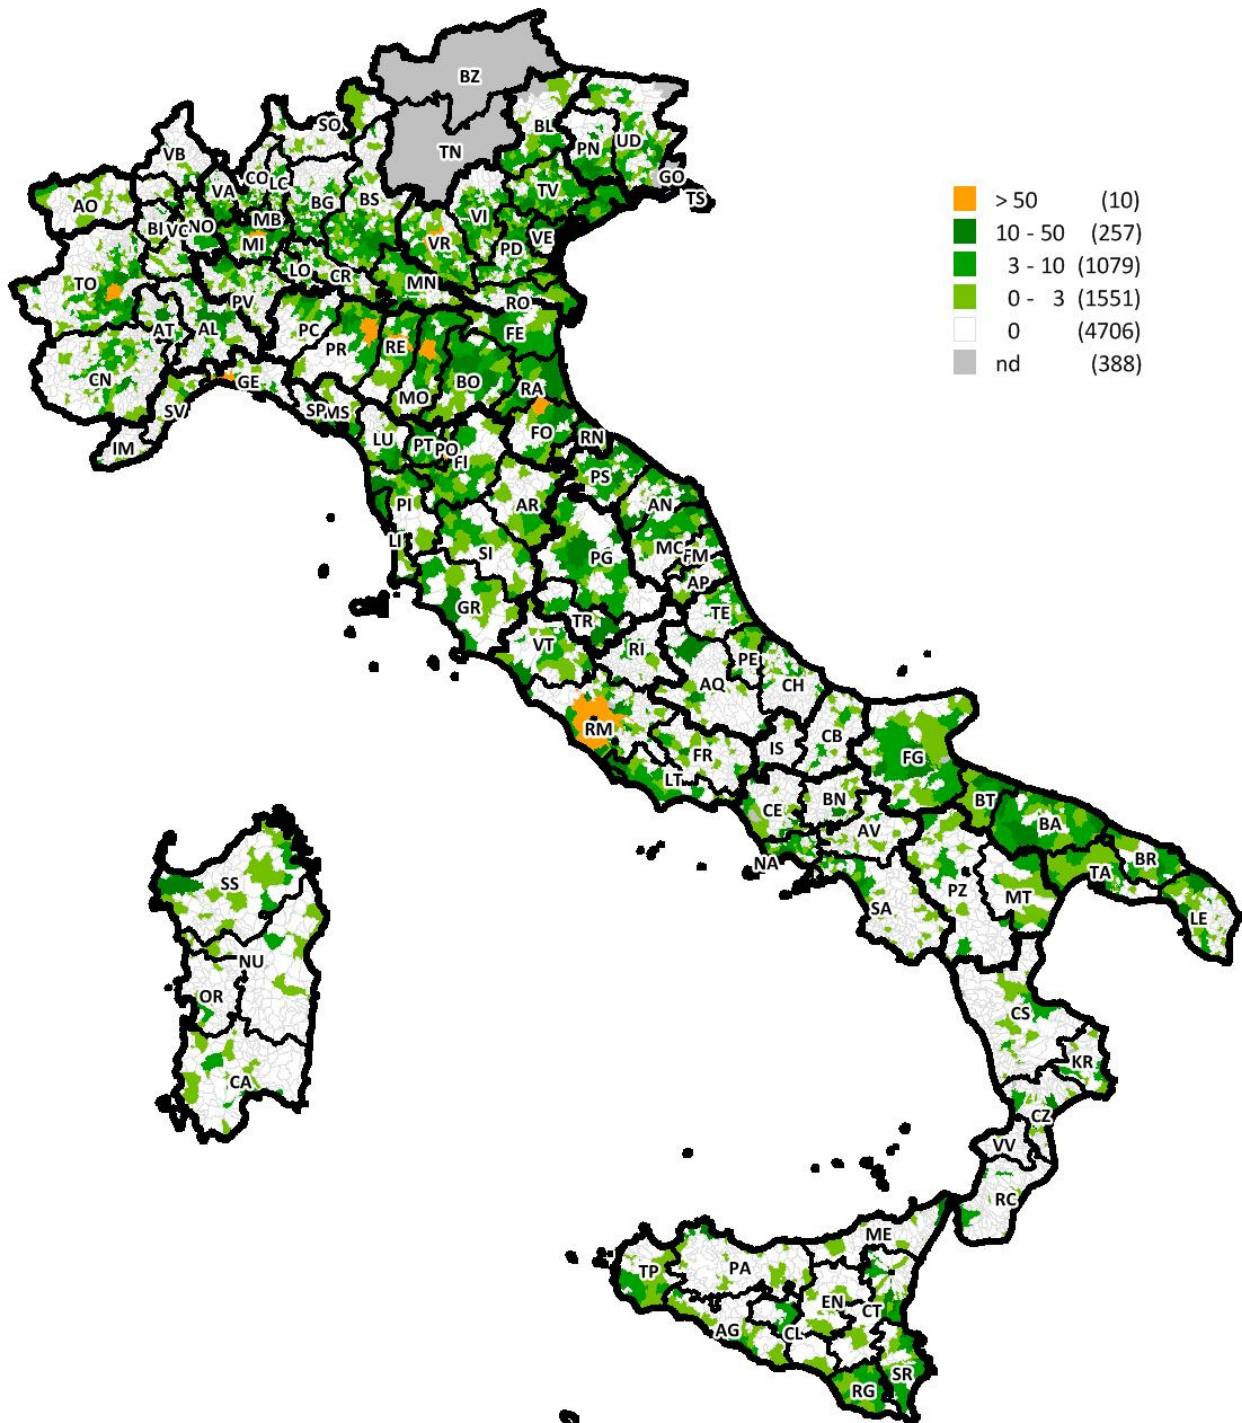 BZ
SO
BL
PN
UD
TN
VB
GO
CO
LC
VA
TV
TS
AO
BG
BS
> 50 (10)
NO
MB
VI
10 - 50 (257)
BI
VC
MI
VR
VE
3 - 10 (1079)
PD
LO
CR
MN
0 - 3 (1551)
TO
PV
RO
0 (4706)
AT
AL
PC
FE
nd (388)
PR
RE
CN
GE
BO
RA
SV
MO
SP
MS
FO
RN
IM
LU
PT
PO
FI
PS
PI
AR
AN
LI
SI
MC
FM
PG
AP
GR
TR
TE
VT
RI
PE
AQ
CH
RM
CB
IS
FR
FG
LT
CE
BN
BT
AV
BA
NA
BR
TA
SS
PZ
MT
SA
LE
NU
OR
CS
KR
CA
CZ
VV
RC
ME
TP
PA
EN
CT
AG
CL
SR
RG